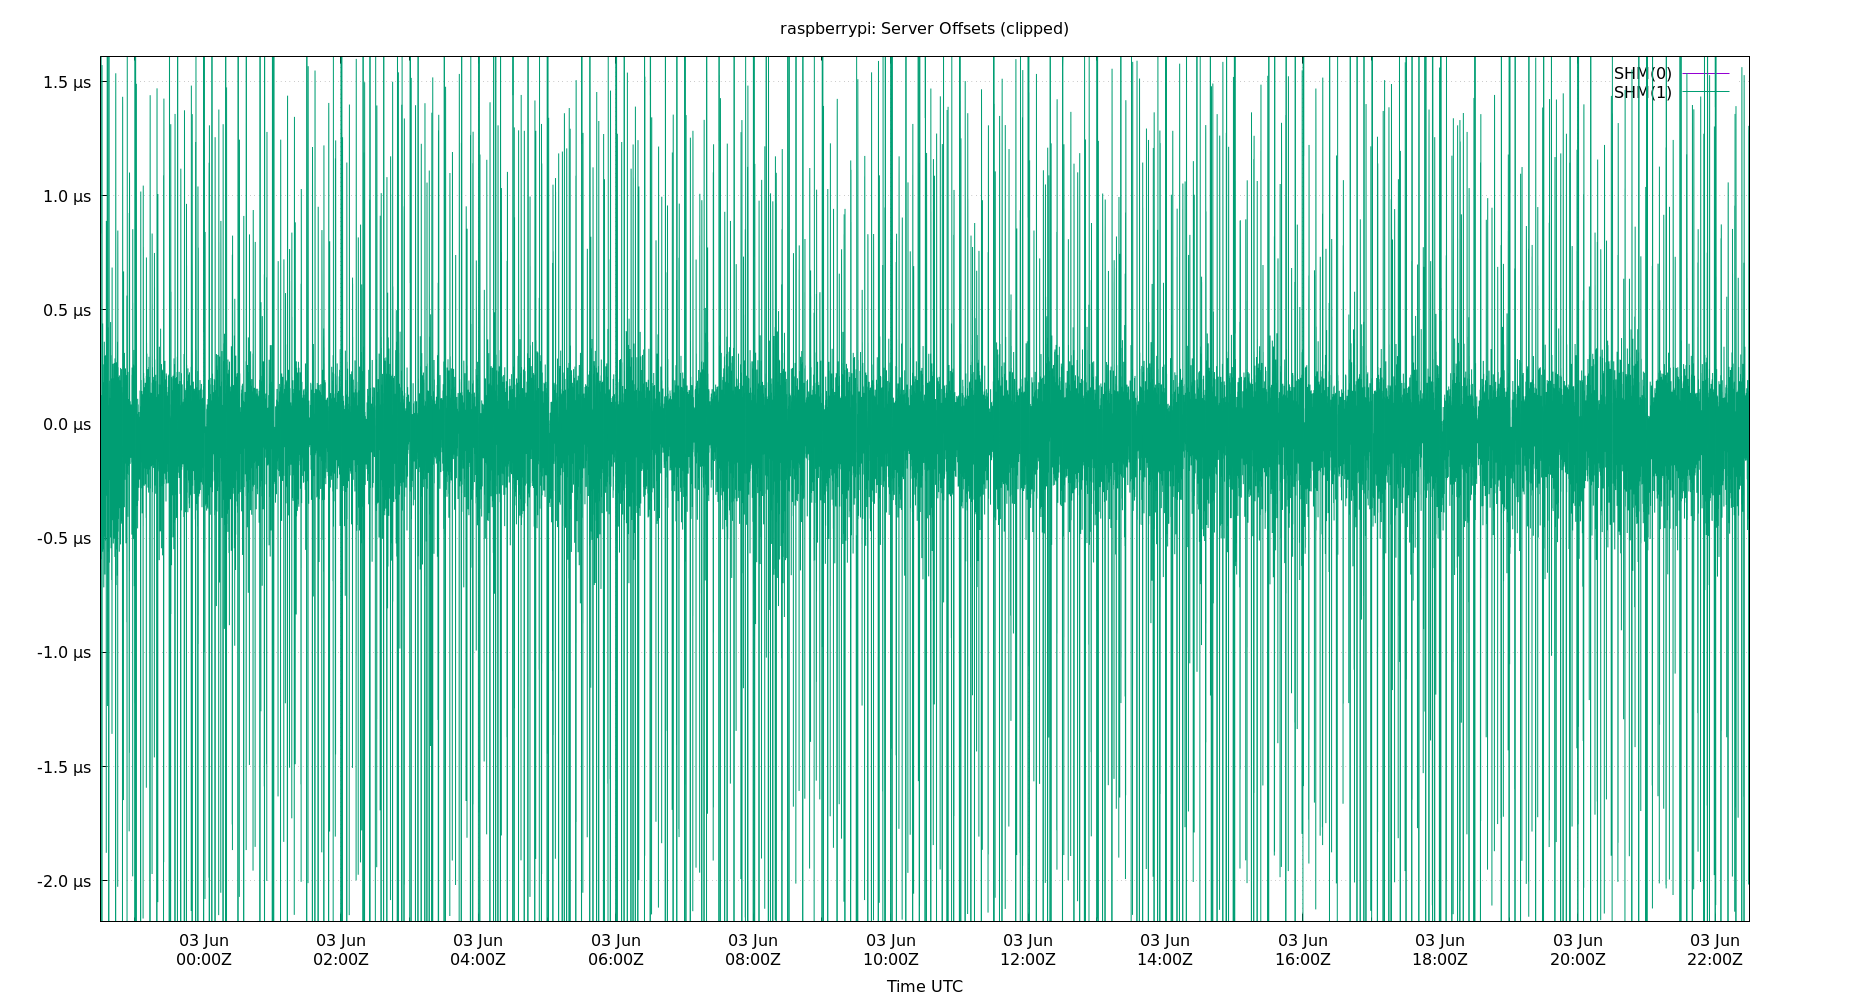 raspberrypi: Server Offsets (clipped)
SHM(0)
SHM(1)
1.5 µs
1.0 µs
0.5 µs
0.0 µs
-0.5 µs
-1.0 µs
-1.5 µs
-2.0 µs
03 Jun 03 Jun 03 Jun 03 Jun 03 Jun 03 Jun 03 Jun 03 Jun 03 Jun 03 Jun 03 Jun 03 Jun
00:00Z 02:00Z 04:00Z 06:00Z 08:00Z 10:00Z 12:00Z 14:00Z 16:00Z 18:00Z 20:00Z 22:00Z
Time UTC